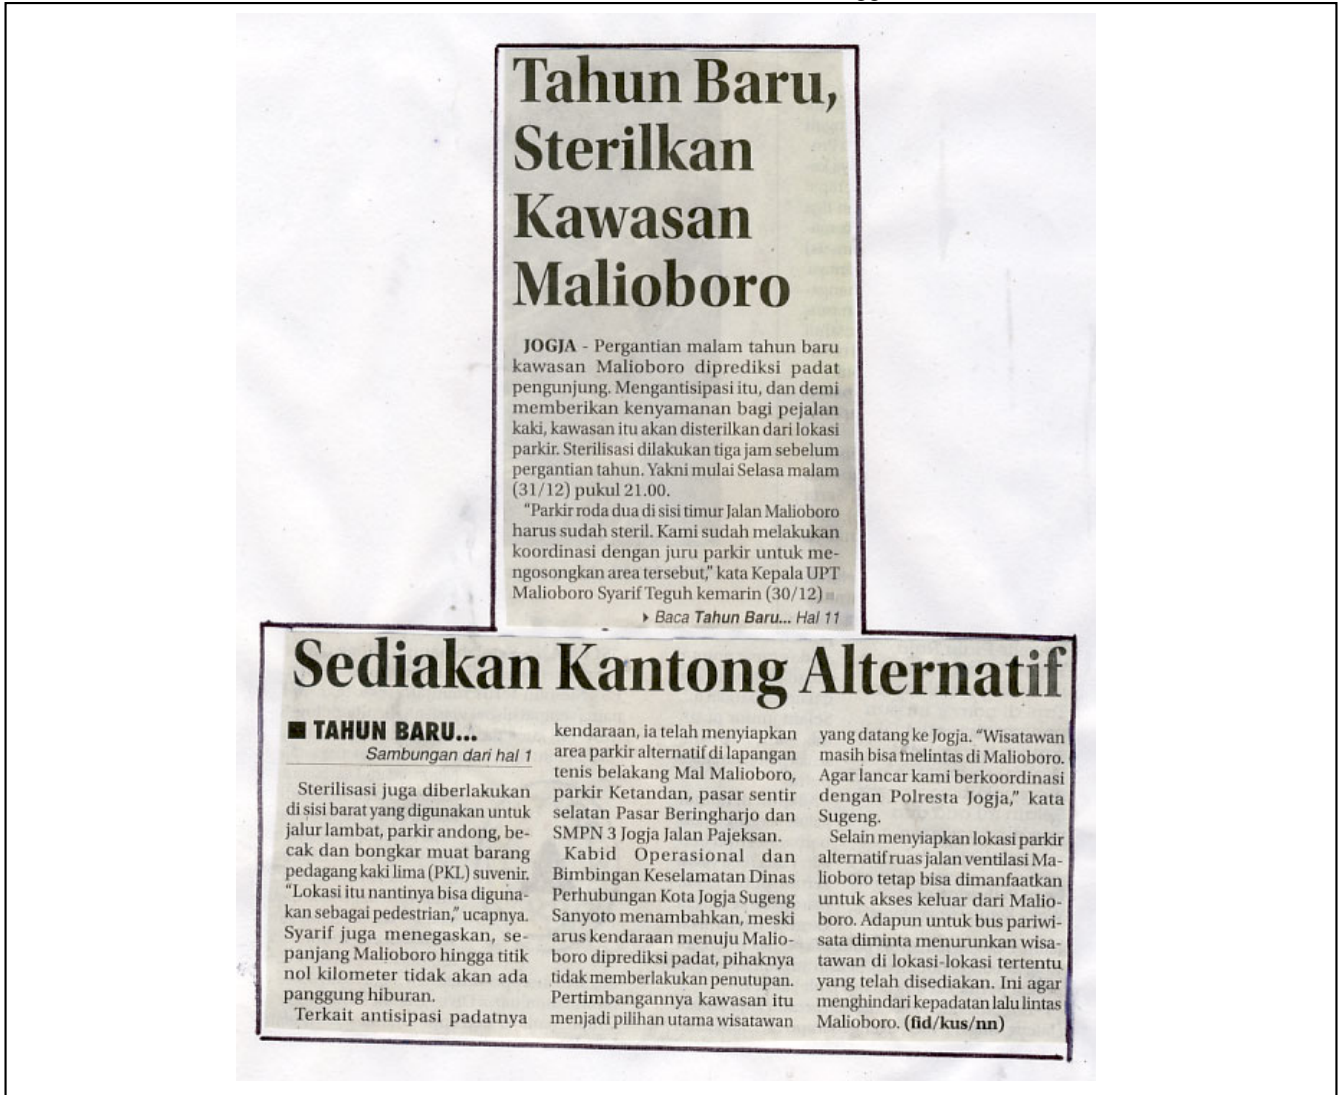 Tahun Baru,
Sterilkan
Kawasan
Malioboro
JOGJA - Pergantian malam tahun baru
kawasan Malioboro diprediksi padat
pengunjung. Mengantisipasi itu, dan demi
memberikan kenyamanan bagi pejalan
kaki, kawasan itu akan disterilkan dari lokasi
parkir. Sterilisasi dilakukan tiga jam sebelum
pergantian tahun. Yakni mulai Selasa malam
(31/12) pukul 21.00.
"Parkir roda dua di sisi timur Jalan Malioboro
harus sudah steril. Kami sudah melakukan
koordinasi dengan juru parkir untuk me-
ngosongkan area tersebut," kata Kepala UPT
Malioboro Syarif Teguh kemarin (30/12)
Baca Tahun Baru... Hal 11
Sediakan Kantong Alternatif
TAHUN BARU...
Sambungan dari hal 1
Sterilisasi juga diberlakukan
di sisi barat yang digunakan untuk
jalur lambat, parkir andong, be-
cak dan bongkar muat barang
pedagang kaki lima (PKL) suvenir.
"Lokasi itu nantinya bisa diguna-
kan sebagai pedestrian," ucapnya.
Syarif juga menegaskan, se-
panjang Malioboro hingga titik
nol kilometer tidak akan ada
panggung hiburan.
Terkait antisipasi padatnya
kendaraan, ia telah menyiapkan
area parkir alternatif di lapangan
tenis belakang Mal Malioboro,
parkir Ketandan, pasar sentir
selatan Pasar Beringharjo dan
SMPN 3 Jogja Jalan Pajeksan.
Kabid Operasional dan
Bimbingan Keselamatan Dinas
Perhubungan Kota Jogja Sugeng
Sanyoto menambahkan, meski
arus kendaraan menuju Malio-
boro diprediksi padat, pihaknya
tidak memberlakukan penutupan.
Pertimbangannya kawasan itu
menjadi pilihan utama wisatawan
yang datang ke Jogja. "Wisatawan
masih bisa melintas di Malioboro.
Agar lancar kami berkoordinasi
dengan Polresta Jogja," kata
Sugeng.
Selain menyiapkan lokasi parkir
alternatif ruas jalan ventilasi Ma-
lioboro tetap bisa dimanfaatkan
untuk akses keluar dari Malio-
boro. Adapun untuk bus pariwi-
sata diminta menurunkan wisa-
tawan di lokasi-lokasi tertentu
yang telah disediakan. Ini agar
menghindari kepadatan lalu lintas
Malioboro. (fid/kus/nn)